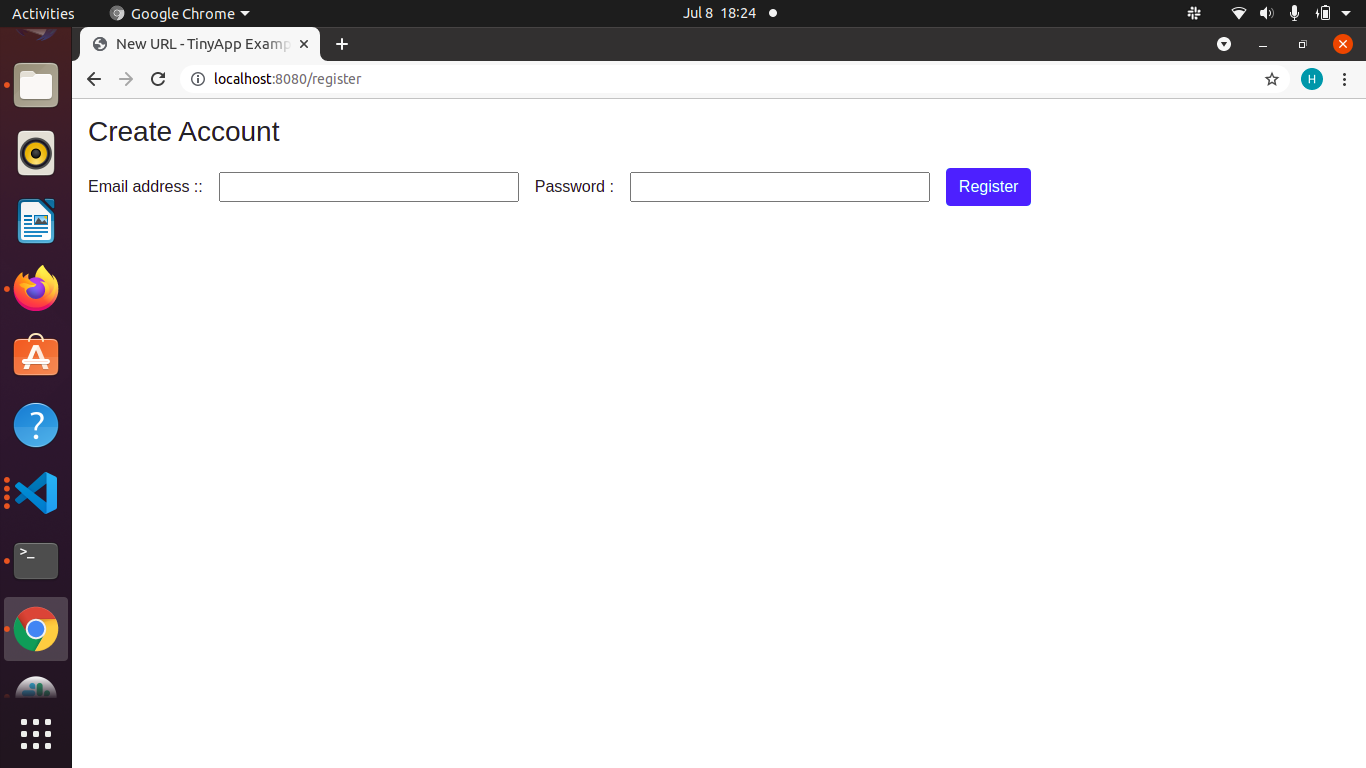 Activities Google Chrome Jul 8 18:24
New URL - TinyApp Examp
localhost:8080/register H
Create Account
Email address :: Password : Register
?
>_